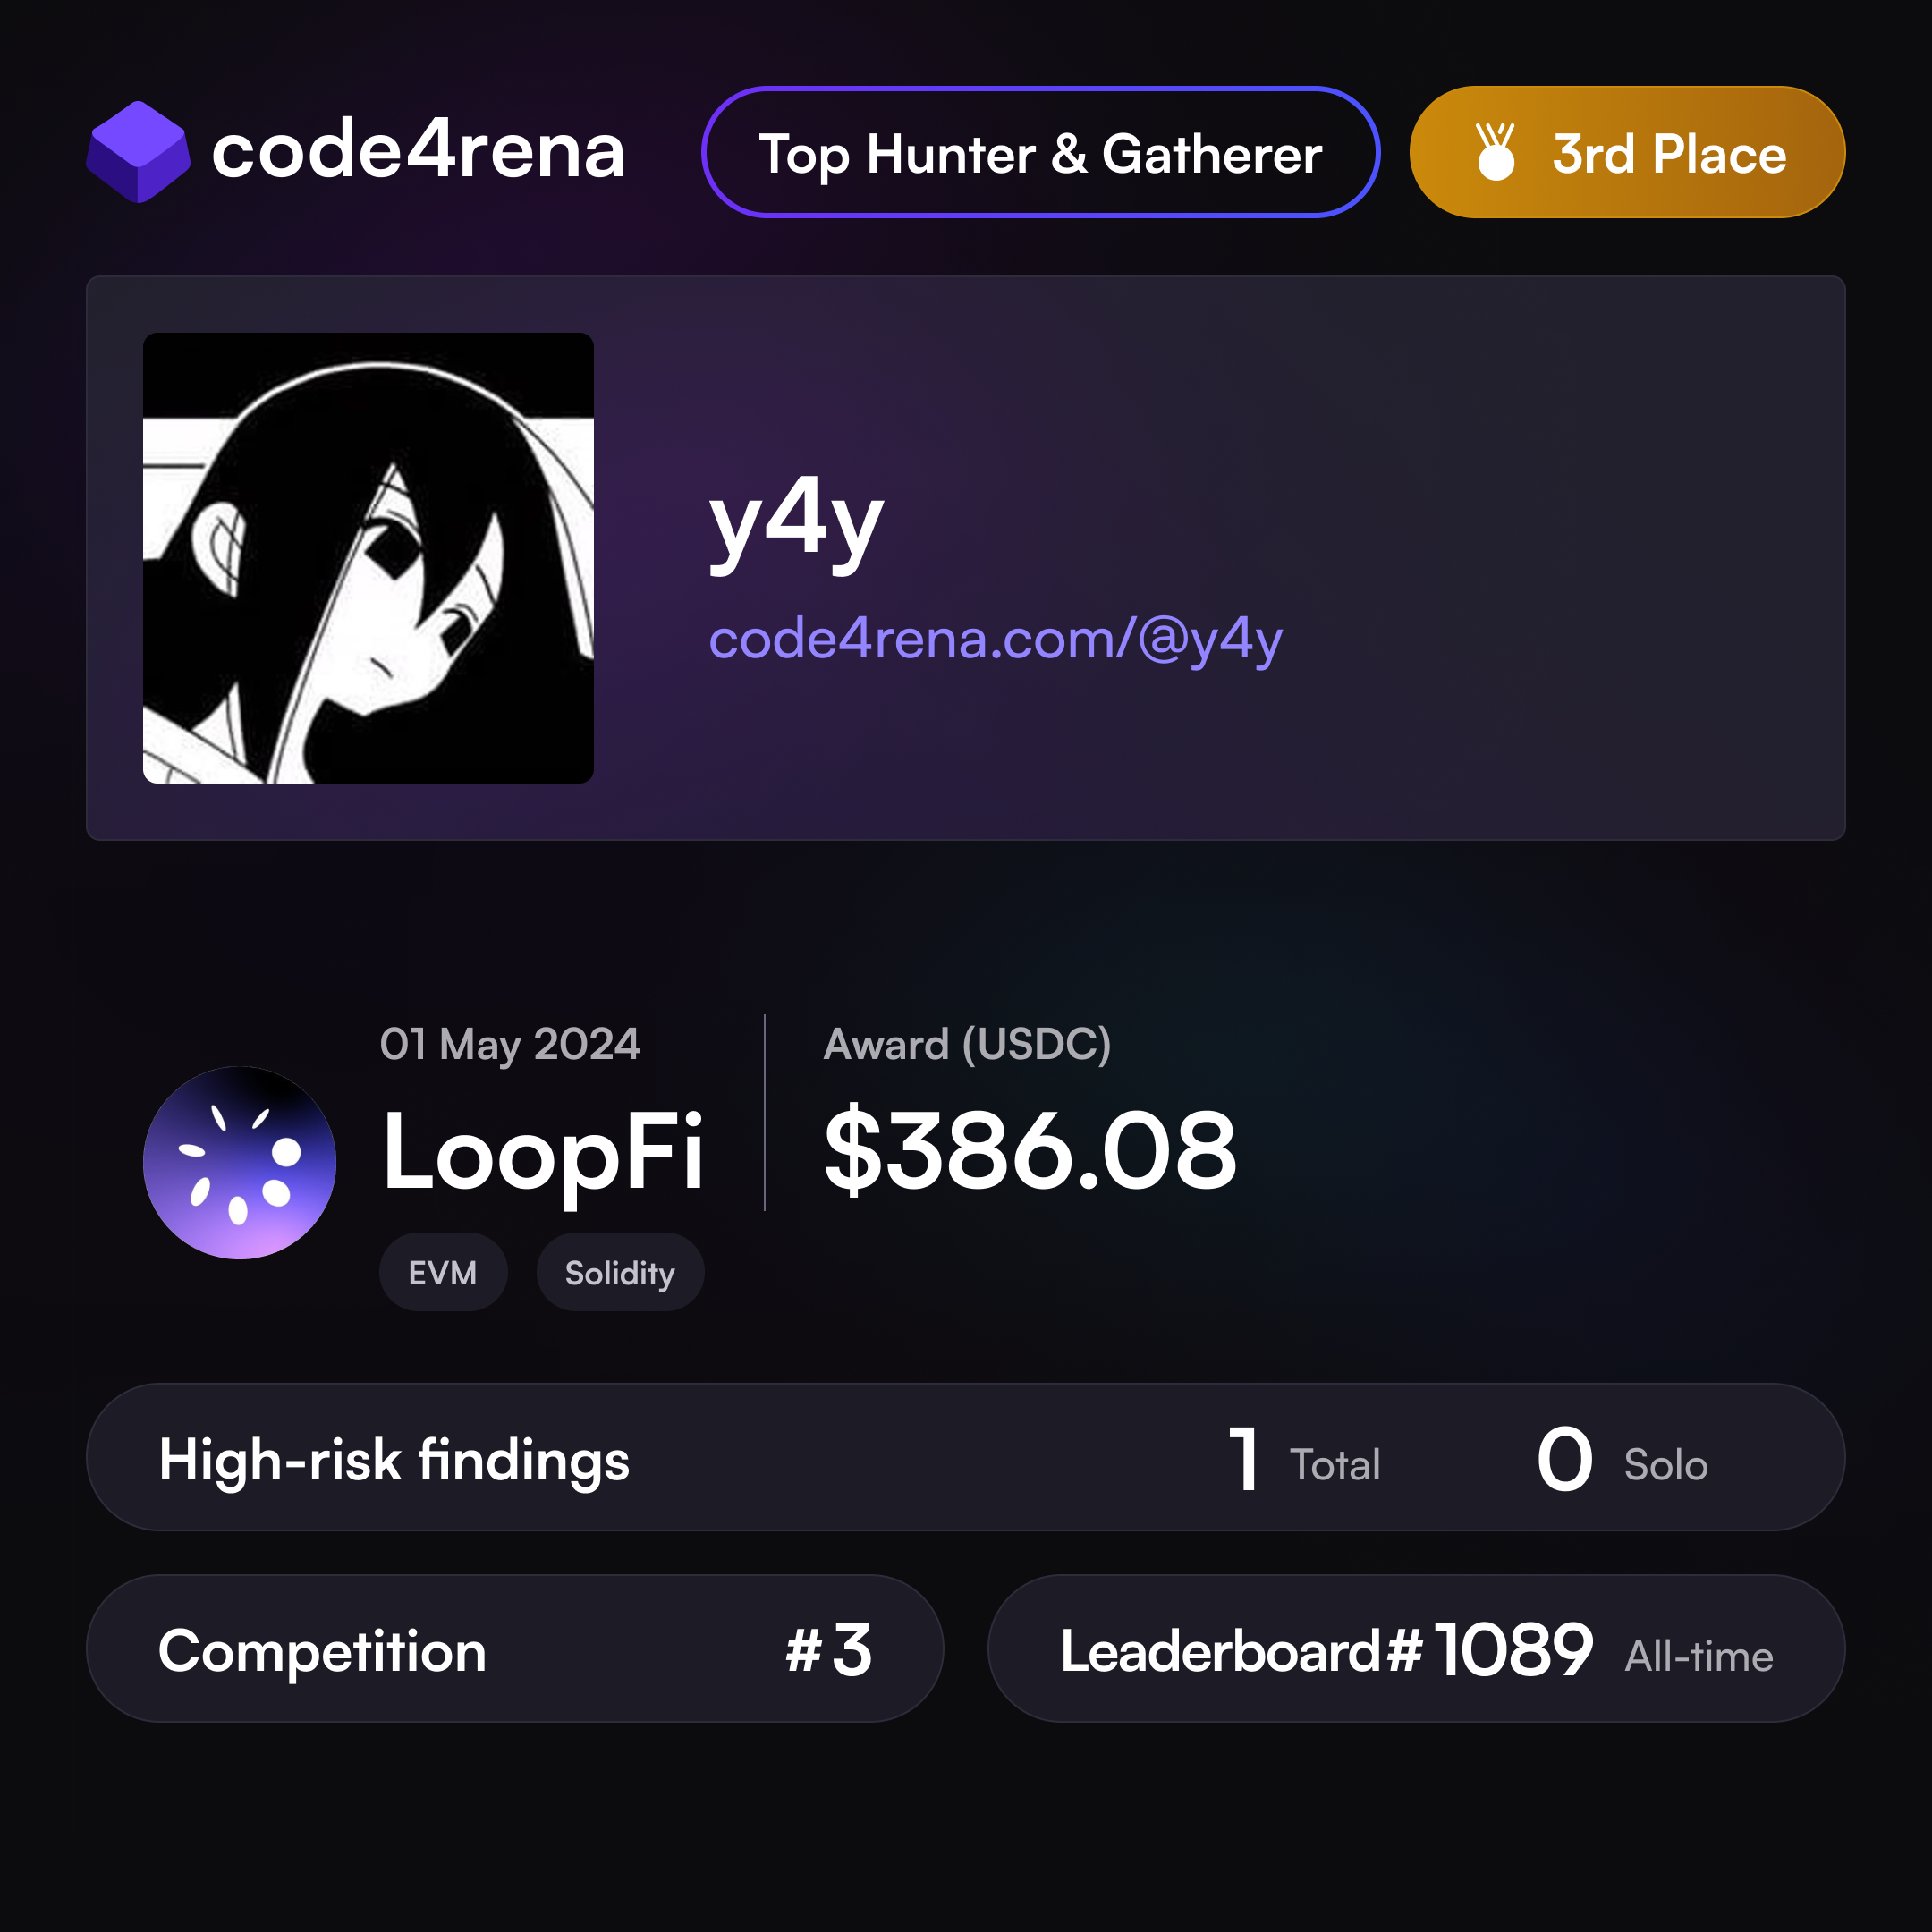 code4rena
Top Hunter & Gatherer
3rd Place
y4y
code4rena.com/@y4y
01 May 2024
LoopFi
EVM Solidity
Award (USDC)
$386.08
High-risk findings 1 Total 0 Solo
Competition #3
Leaderboard #1089 All-time